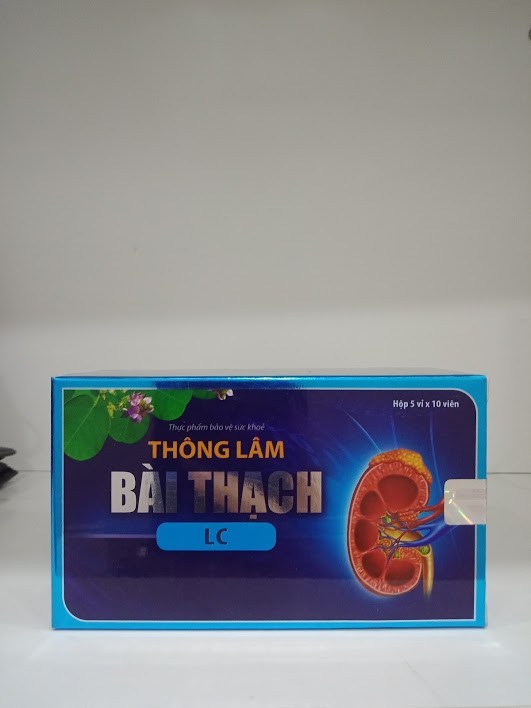 Hộp 5 vỉ x 10 viên
Thực phẩm bảo vệ sức khoẻ
THÔNG LÂM
BÀI THẠCH
LC